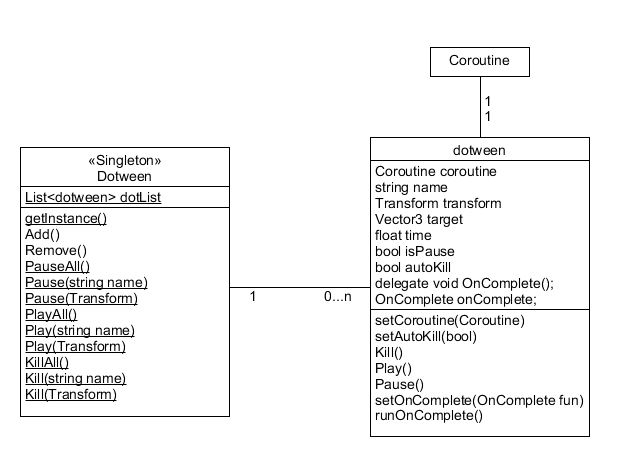 Coroutine
1
1
«Singleton»
Dotween
List<dotween> dotList
getInstance()
Add()
Remove()
PauseAll()
Pause(string name)
Pause(Transform)
PlayAll()
Play(string name)
Play(Transform)
KillAll()
Kill(string name)
Kill(Transform)
1
0...n
dotween
Coroutine coroutine
string name
Transform transform
Vector3 target
float time
bool isPause
bool autoKill
delegate void OnComplete();
OnComplete onComplete;
setCoroutine(Coroutine)
setAutoKill(bool)
Kill()
Play()
Pause()
setOnComplete(OnComplete fun)
runOnComplete()